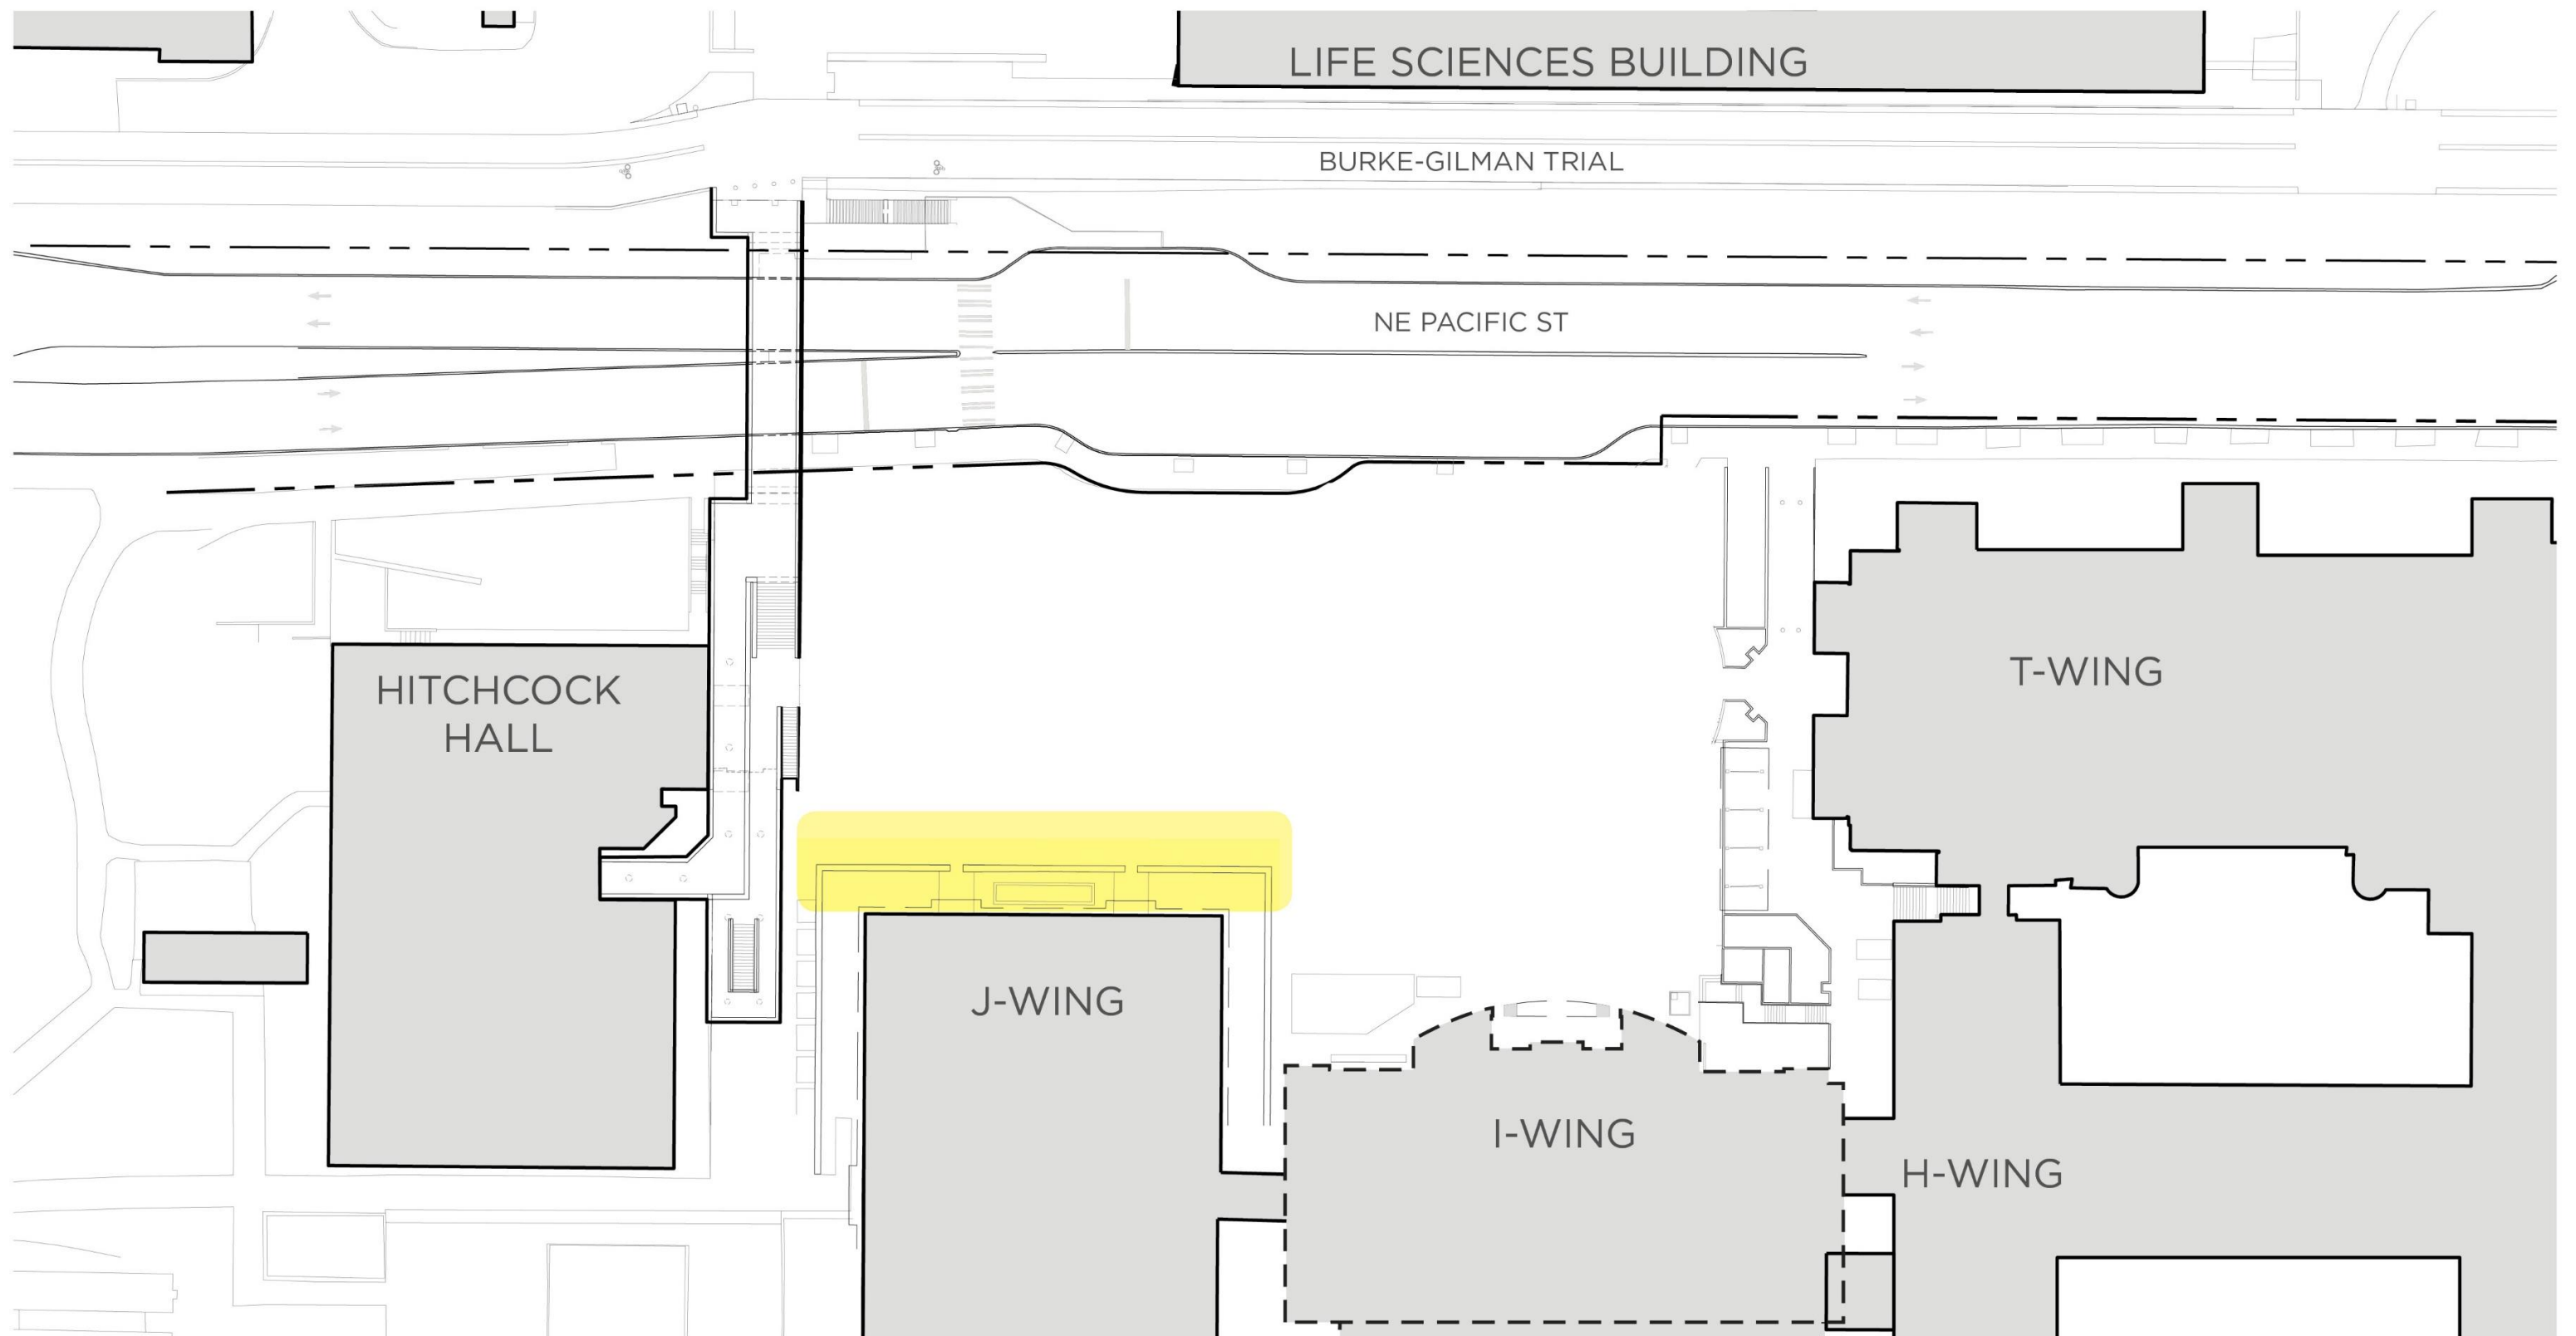 LIFE SCIENCES BUILDING
BURKE-GILMAN TRIAL
NE PACIFIC ST
HITCHCOCK
HALL
T-WING
J-WING
I-WING
H-WING